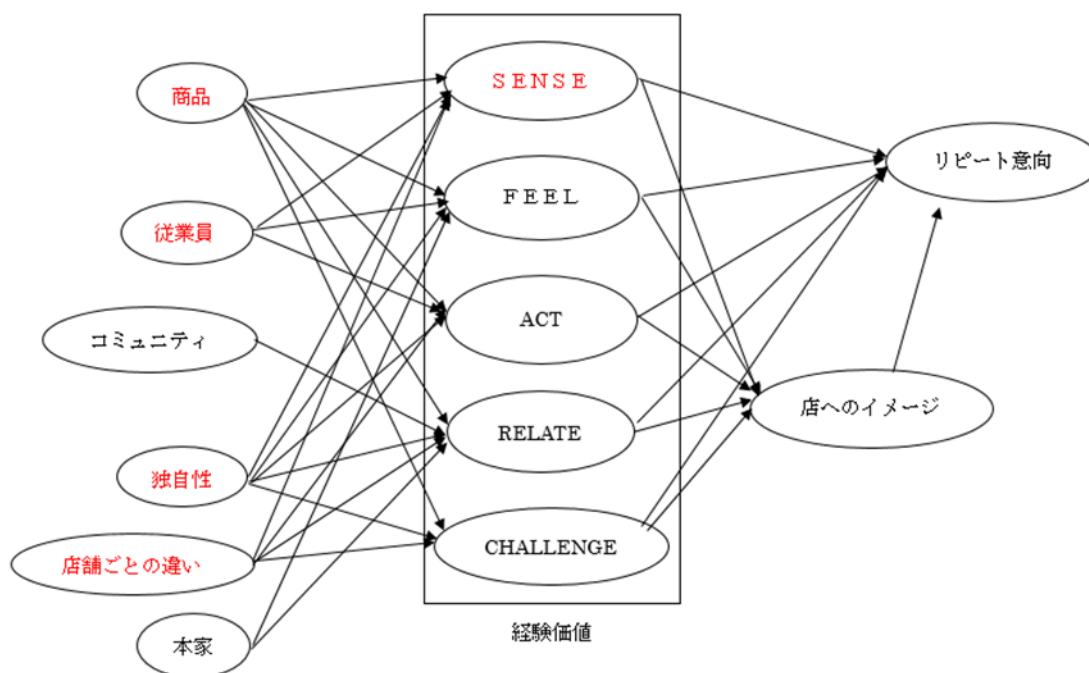 商品
従業員
コミュニティ
独自性
店舗ごとの違い
本家
ＳＥＮＳＥ
ＦＥＥＬ
ACT
RELATE
CHALLENGE
経験価値
リピート意向
店へのイメージ